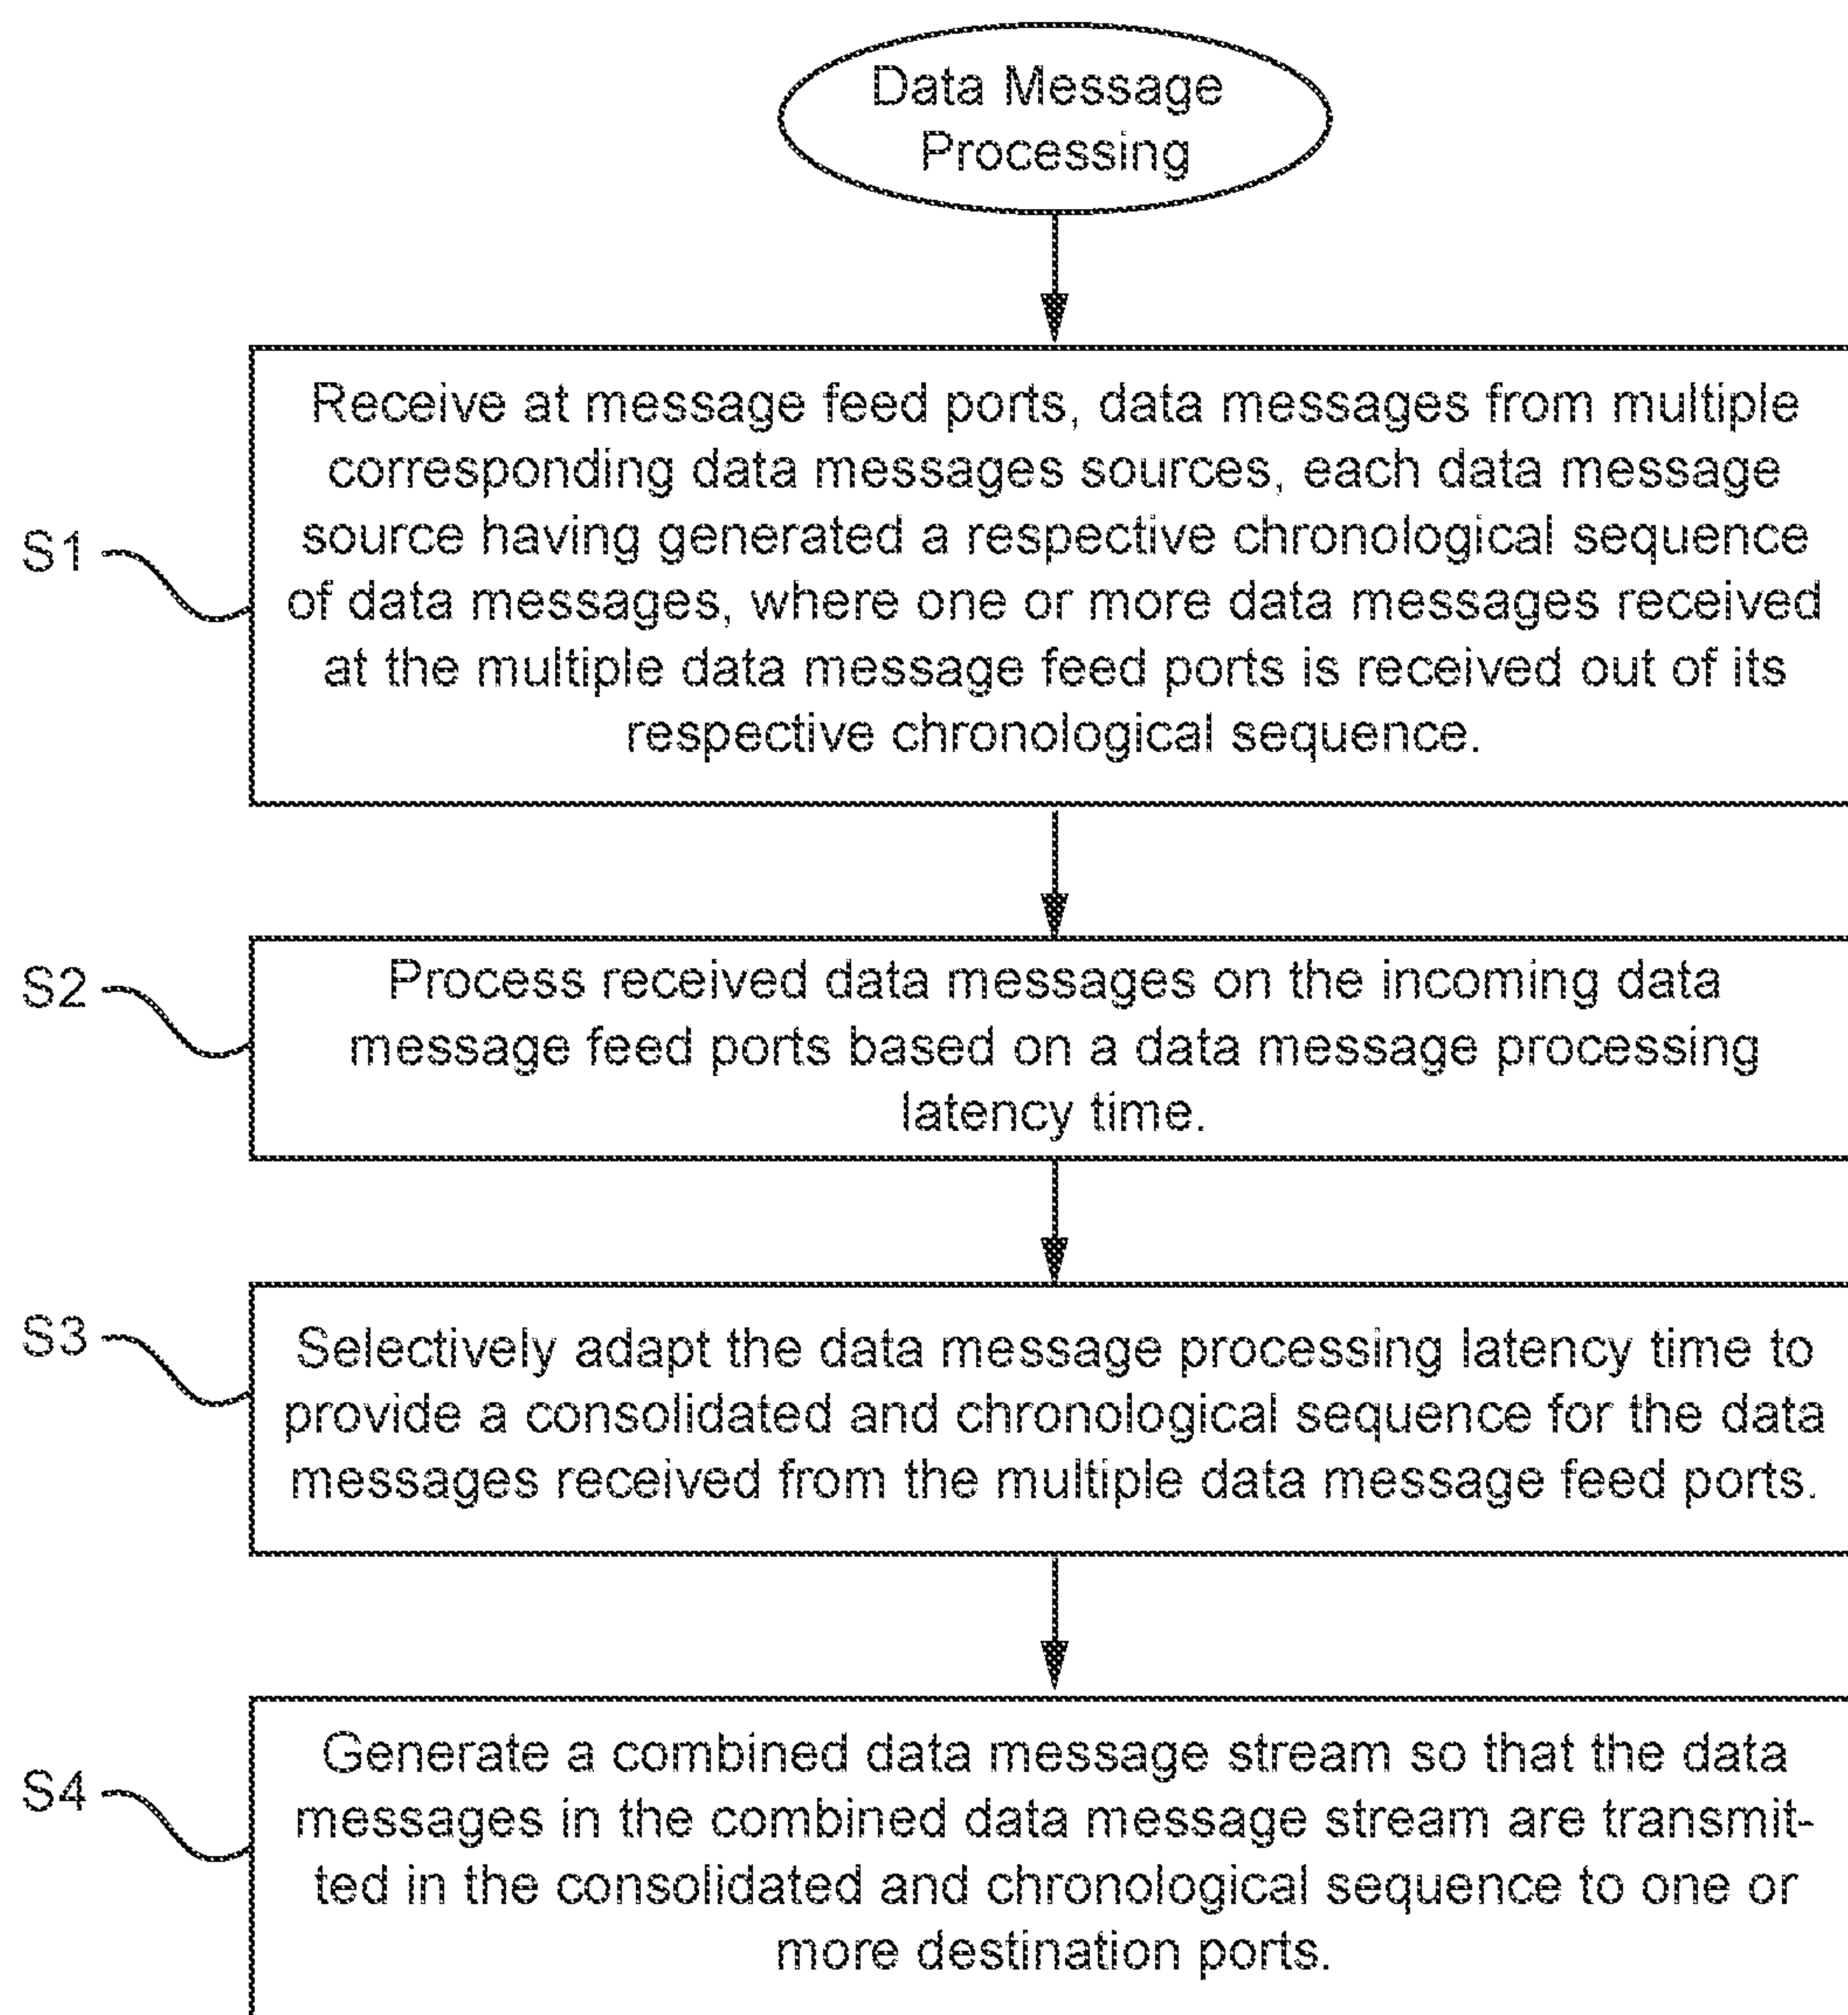 Data Message
Processing
Receive at message feed ports, data messages from multiple
corresponding data messages sources, each data message
source having generated a respective chronological sequence
of data messages, where one or more data messages received
at the multiple data message feed ports is received out of its
respective chronological sequence.
S1
Process received data messages on the incoming data
message feed ports based on a data message processing
latency time.
S2
Selectively adapt the data message processing latency time to
provide a consolidated and chronological sequence for the data
messages received from the multiple data message feed ports.
S3
Generate a combined data message stream so that the data
messages in the combined data message stream are transmit-
ted in the consolidated and chronological sequence to one or
more destination ports.
S4